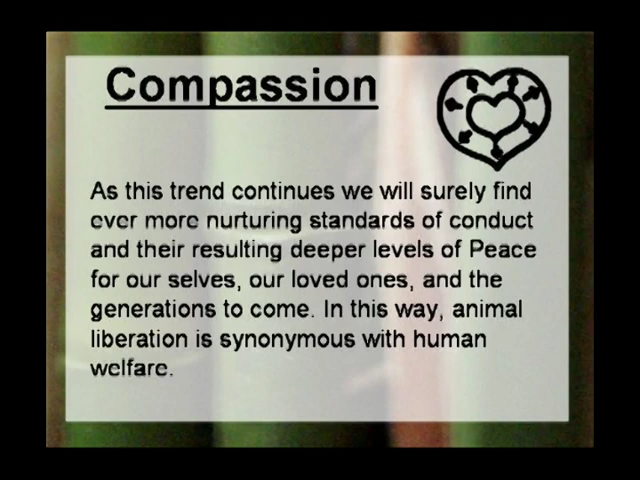 Compassion
As this trend continues we will surely find
ever more nurturing standards of conduct
and their resulting deeper levels of Peace
for our selves, our loved ones, and the
generations to come. In this way, animal
liberation is synonymous with human
welfare.